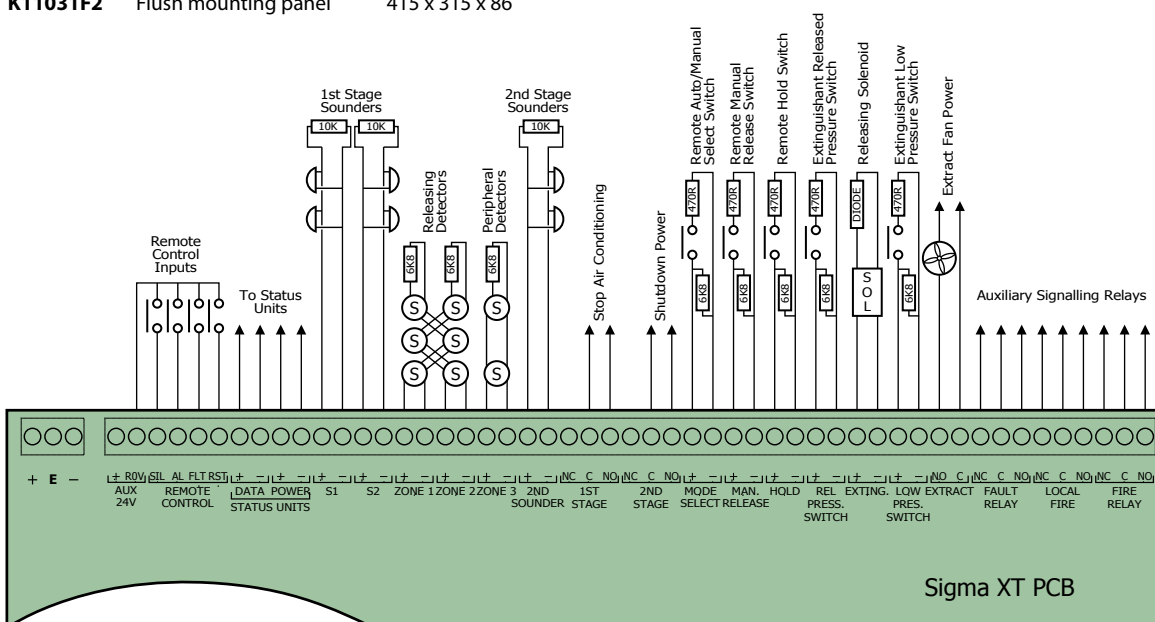 K11031F2 Flush mounting panel 415 x 315 x 86
1st Stage
Sounders
2nd Stage
Sounders
10K
10K
10K
Remote
Control
Inputs
To Status
Units
Releasing
Detectors
Peripheral
Detectors
6K8
6K8
6K8
S
S
S
S
S
S
S
S
Stop Air Conditioning
Shutdown Power
Remote Auto/Manual
Select Switch
Remote Manual
Release Switch
Remote Hold Switch
Extinguishant Released
Pressure Switch
Releasing Solenoid
Extinguishant Low
Pressure Switch
Extract Fan Power
470R
470R
470R
470R
DIODE
470R
6K8
6K8
6K8
6K8
SOL
6K8
Auxiliary Signalling Relays
+ E −
+ R0V SIL AL FLT RST + − + − + − + − + − + − + − + − NC C NO NC C NO + − + − + − + − + − + − NO C NC C NO NC C NO NC C NO
AUX
24V
REMOTE
CONTROL
DATA POWER
STATUS UNITS
S1
S2
ZONE 1
ZONE 2
ZONE 3
2ND
SOUNDER
1ST
STAGE
2ND
STAGE
MODE
SELECT
MAN.
RELEASE
HOLD
REL
PRESS.
SWITCH
EXTING.
LOW
PRES.
SWITCH
EXTRACT
FAULT
RELAY
LOCAL
FIRE
FIRE
RELAY
Sigma XT PCB